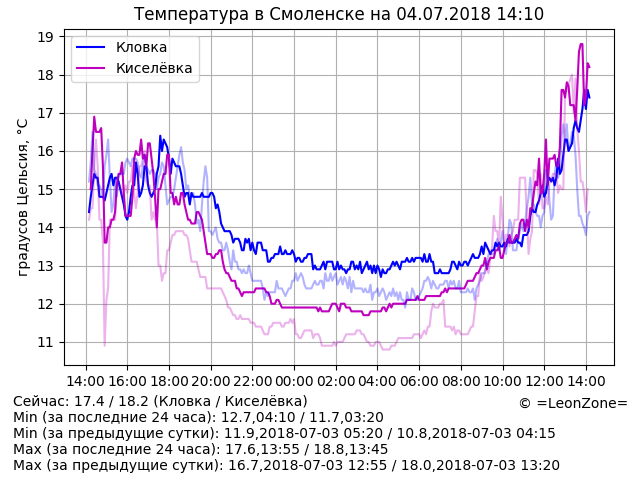 Температура в Смоленске на 04.07.2018 14:10
19
18
17
16
15
14
13
12
11
градусов Цельсия, °C
Кловка
Киселёвка
14:00 16:00 18:00 20:00 22:00 00:00 02:00 04:00 06:00 08:00 10:00 12:00 14:00
Сейчас: 17.4 / 18.2 (Кловка / Киселёвка)
© =LeonZone=
Min (за последние 24 часа): 12.7,04:10 / 11.7,03:20
Min (за предыдущие сутки): 11.9,2018-07-03 05:20 / 10.8,2018-07-03 04:15
Max (за последние 24 часа): 17.6,13:55 / 18.8,13:45
Max (за предыдущие сутки): 16.7,2018-07-03 12:55 / 18.0,2018-07-03 13:20